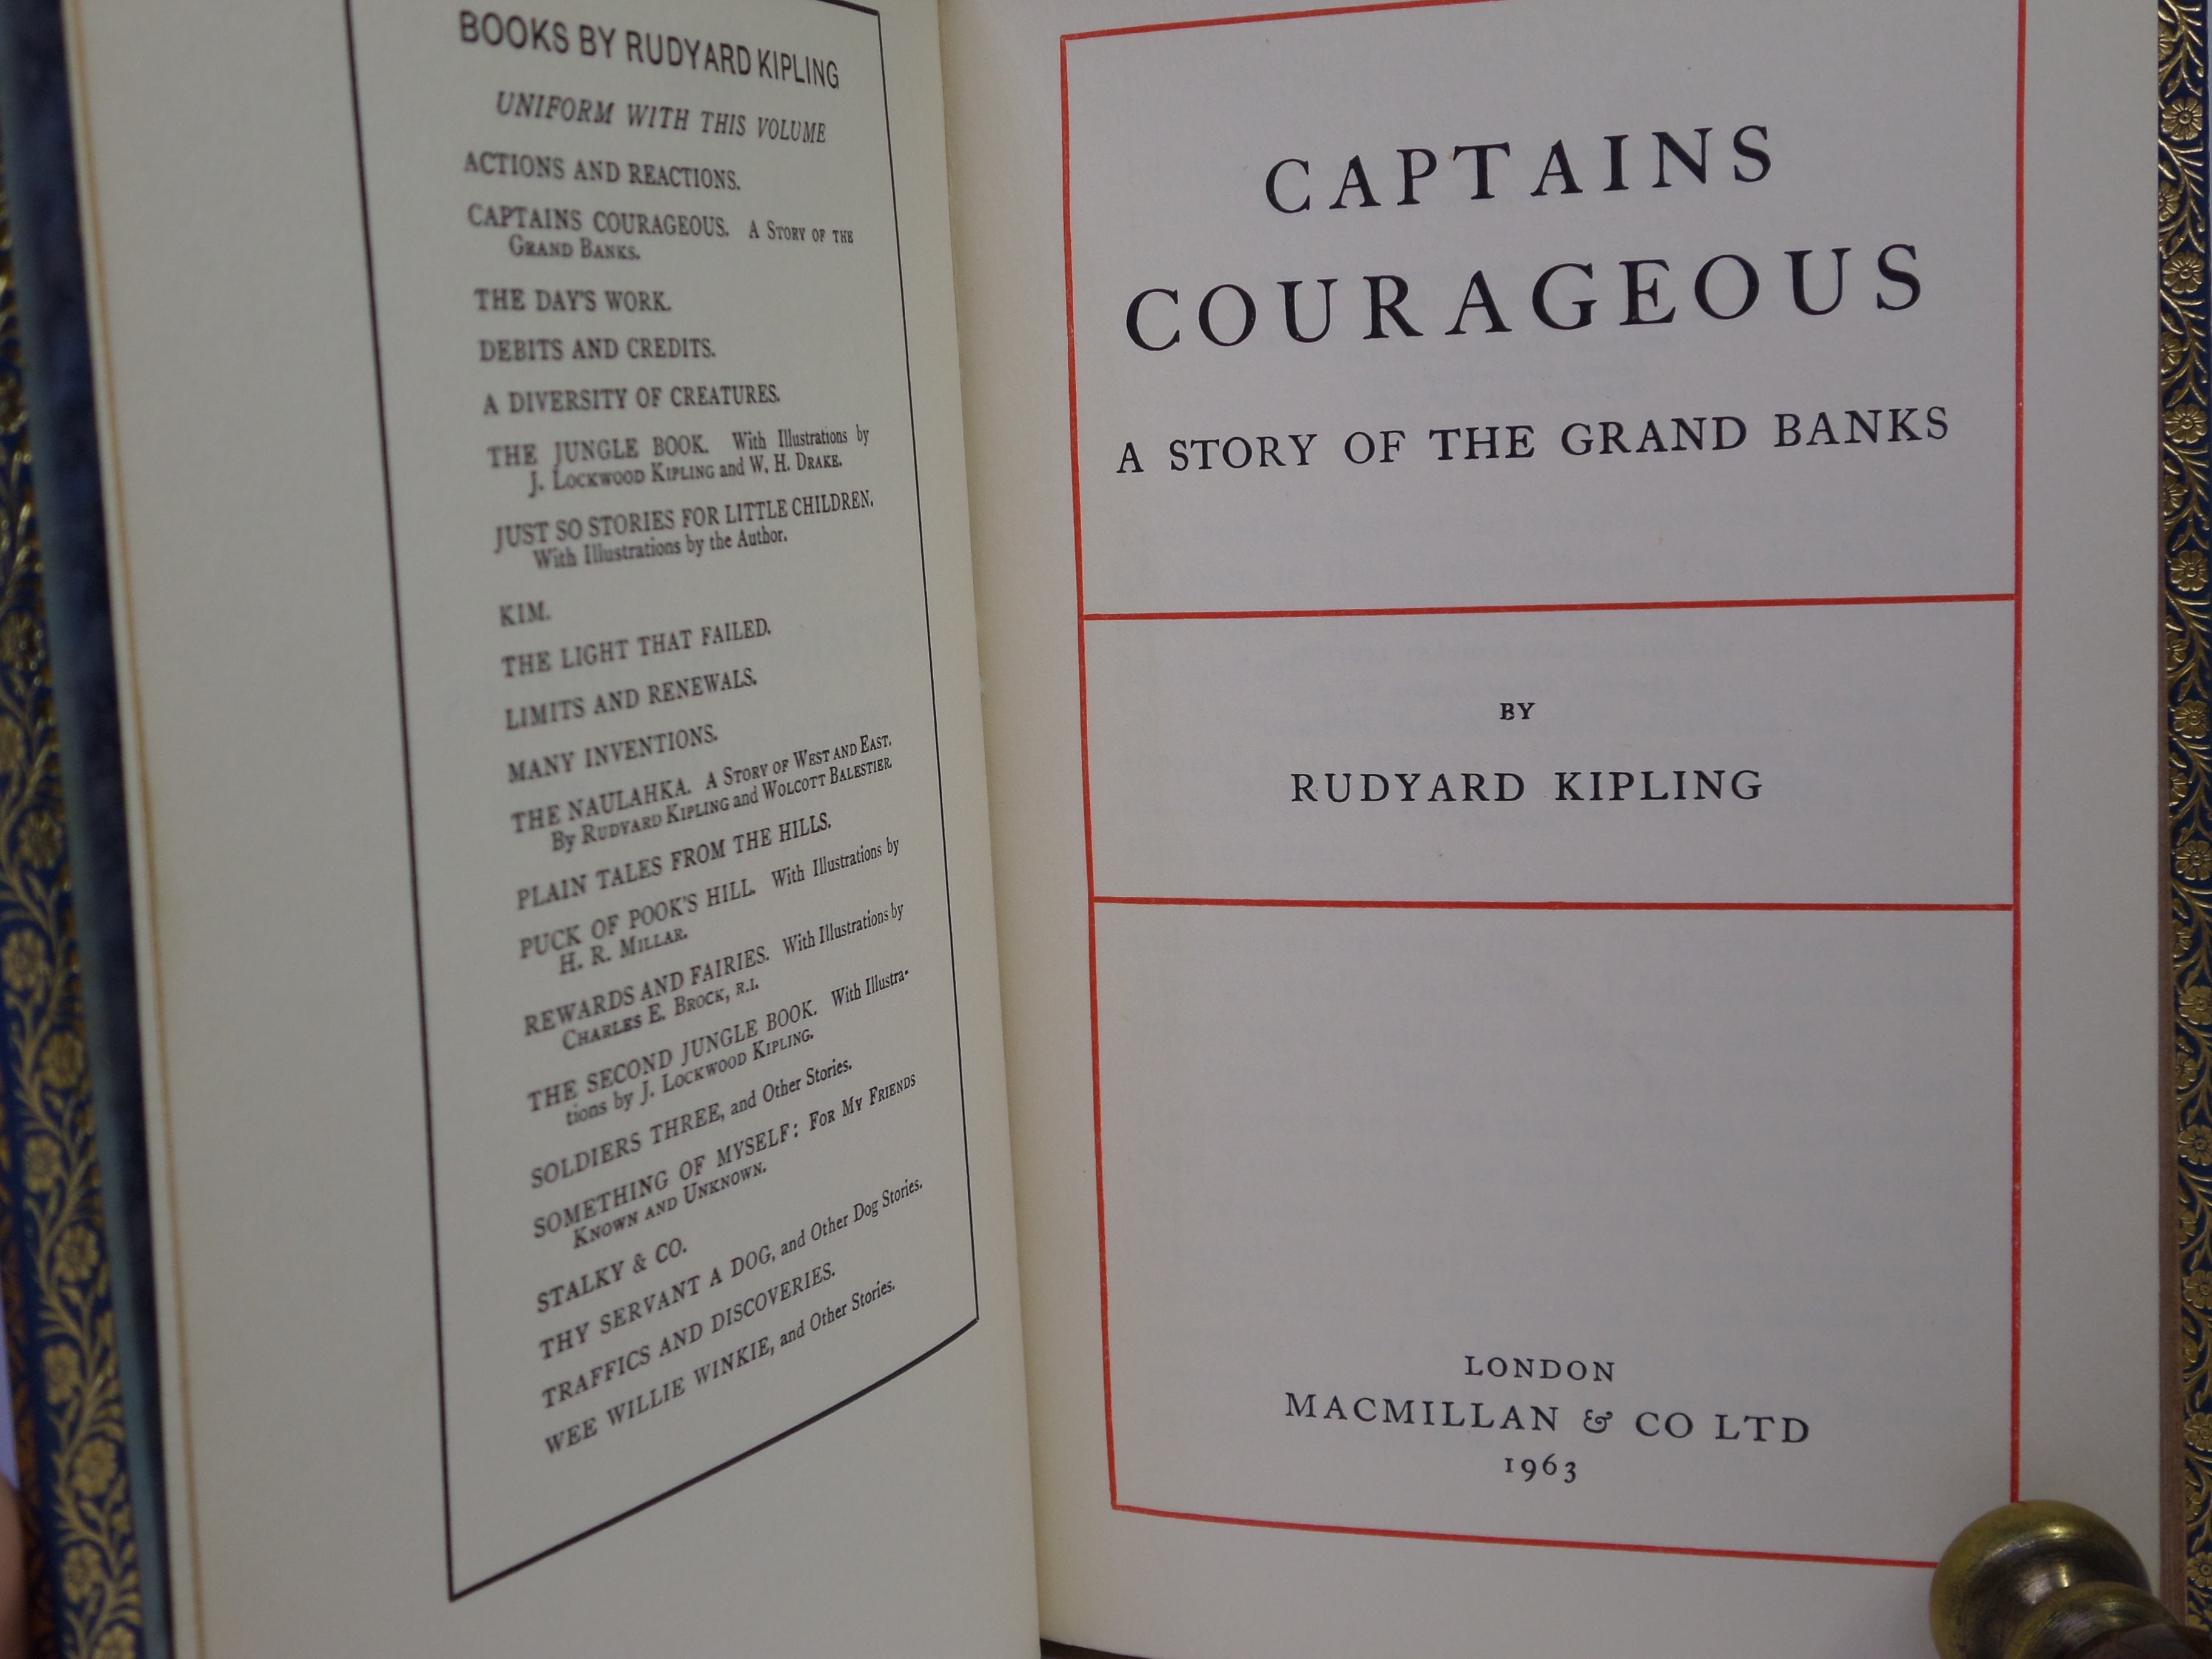 BOOKS BY RUDYARD KIPLING
UNIFORM WITH THIS VOLUME
ACTIONS AND REACTIONS.
CAPTAINS COURAGEOUS. A Story of the
Grand Banks.
THE DAY'S WORK.
DEBITS AND CREDITS.
A DIVERSITY OF CREATURES.
THE JUNGLE BOOK. With Illustrations by
J. Lockwood Kipling and W. H. Drake.
JUST SO STORIES FOR LITTLE CHILDREN.
With Illustrations by the Author.
KIM.
THE LIGHT THAT FAILED.
LIMITS AND RENEWALS.
MANY INVENTIONS.
THE NAULAHKA. A Story of West and East.
By Rudyard Kipling and Wolcott Balestier
PLAIN TALES FROM THE HILLS.
PUCK OF POOK'S HILL. With Illustrations by
H. R. Millar.
REWARDS AND FAIRIES. With Illustrations by
Charles E. Brock, R.I.
THE SECOND JUNGLE BOOK. With Illustra-
tions by J. Lockwood Kipling.
SOLDIERS THREE, and Other Stories.
SOMETHING OF MYSELF: For My Friends
Known and Unknown.
STALKY & CO.
THY SERVANT A DOG, and Other Dog Stories.
TRAFFICS AND DISCOVERIES.
WEE WILLIE WINKIE, and Other Stories.
CAPTAINS
COURAGEOUS
A STORY OF THE GRAND BANKS
BY
RUDYARD KIPLING
LONDON
MACMILLAN & CO LTD
1963